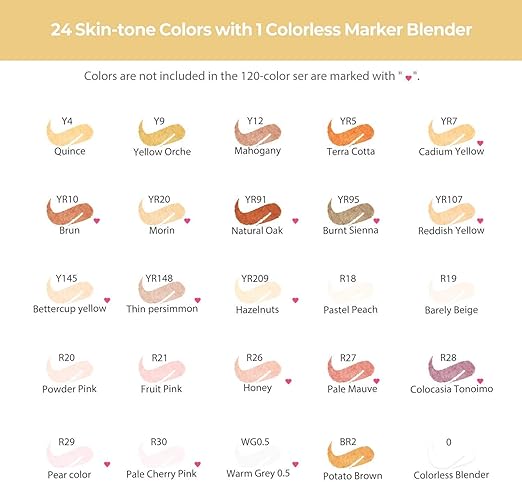 24 Skin-tone Colors with 1 Colorless Marker Blender
Colors are not included in the 120-color ser are marked with "♥".
Y4 Y9 Y12 YR5 YR7
Quince Yellow Orche Mahogany Terra Cotta Cadium Yellow
YR10 YR20 YR91 YR95 YR107
Brun Morin Natural Oak Burnt Sienna Reddish Yellow
Y145 YR148 YR209 R18 R19
Bettercup yellow Thin persimmon Hazelnuts Pastel Peach Barely Beige
R20 R21 R26 R27 R28
Powder Pink Fruit Pink Honey Pale Mauve Colocasia Tonoimo
R29 R30 WG0.5 BR2 0
Pear color Pale Cherry Pink Warm Grey 0.5 Potato Brown Colorless Blender